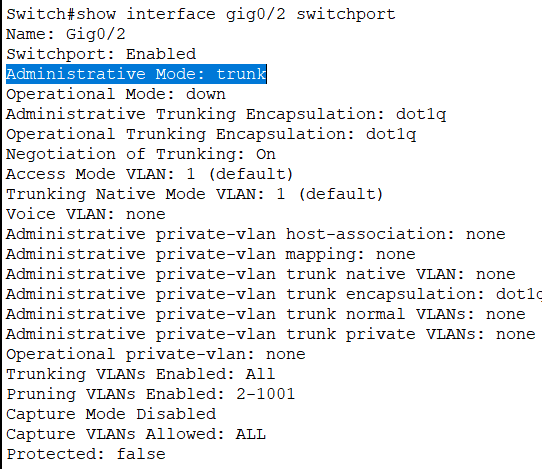 Switch#show interface gig0/2 switchport
Name: Gig0/2
Switchport: Enabled
Administrative Mode: trunk
Operational Mode: down
Administrative Trunking Encapsulation: dot1q
Operational Trunking Encapsulation: dot1q
Negotiation of Trunking: On
Access Mode VLAN: 1 (default)
Trunking Native Mode VLAN: 1 (default)
Voice VLAN: none
Administrative private-vlan host-association: none
Administrative private-vlan mapping: none
Administrative private-vlan trunk native VLAN: none
Administrative private-vlan trunk encapsulation: dot1q
Administrative private-vlan trunk normal VLANs: none
Administrative private-vlan trunk private VLANs: none
Operational private-vlan: none
Trunking VLANs Enabled: All
Pruning VLANs Enabled: 2-1001
Capture Mode Disabled
Capture VLANs Allowed: ALL
Protected: false